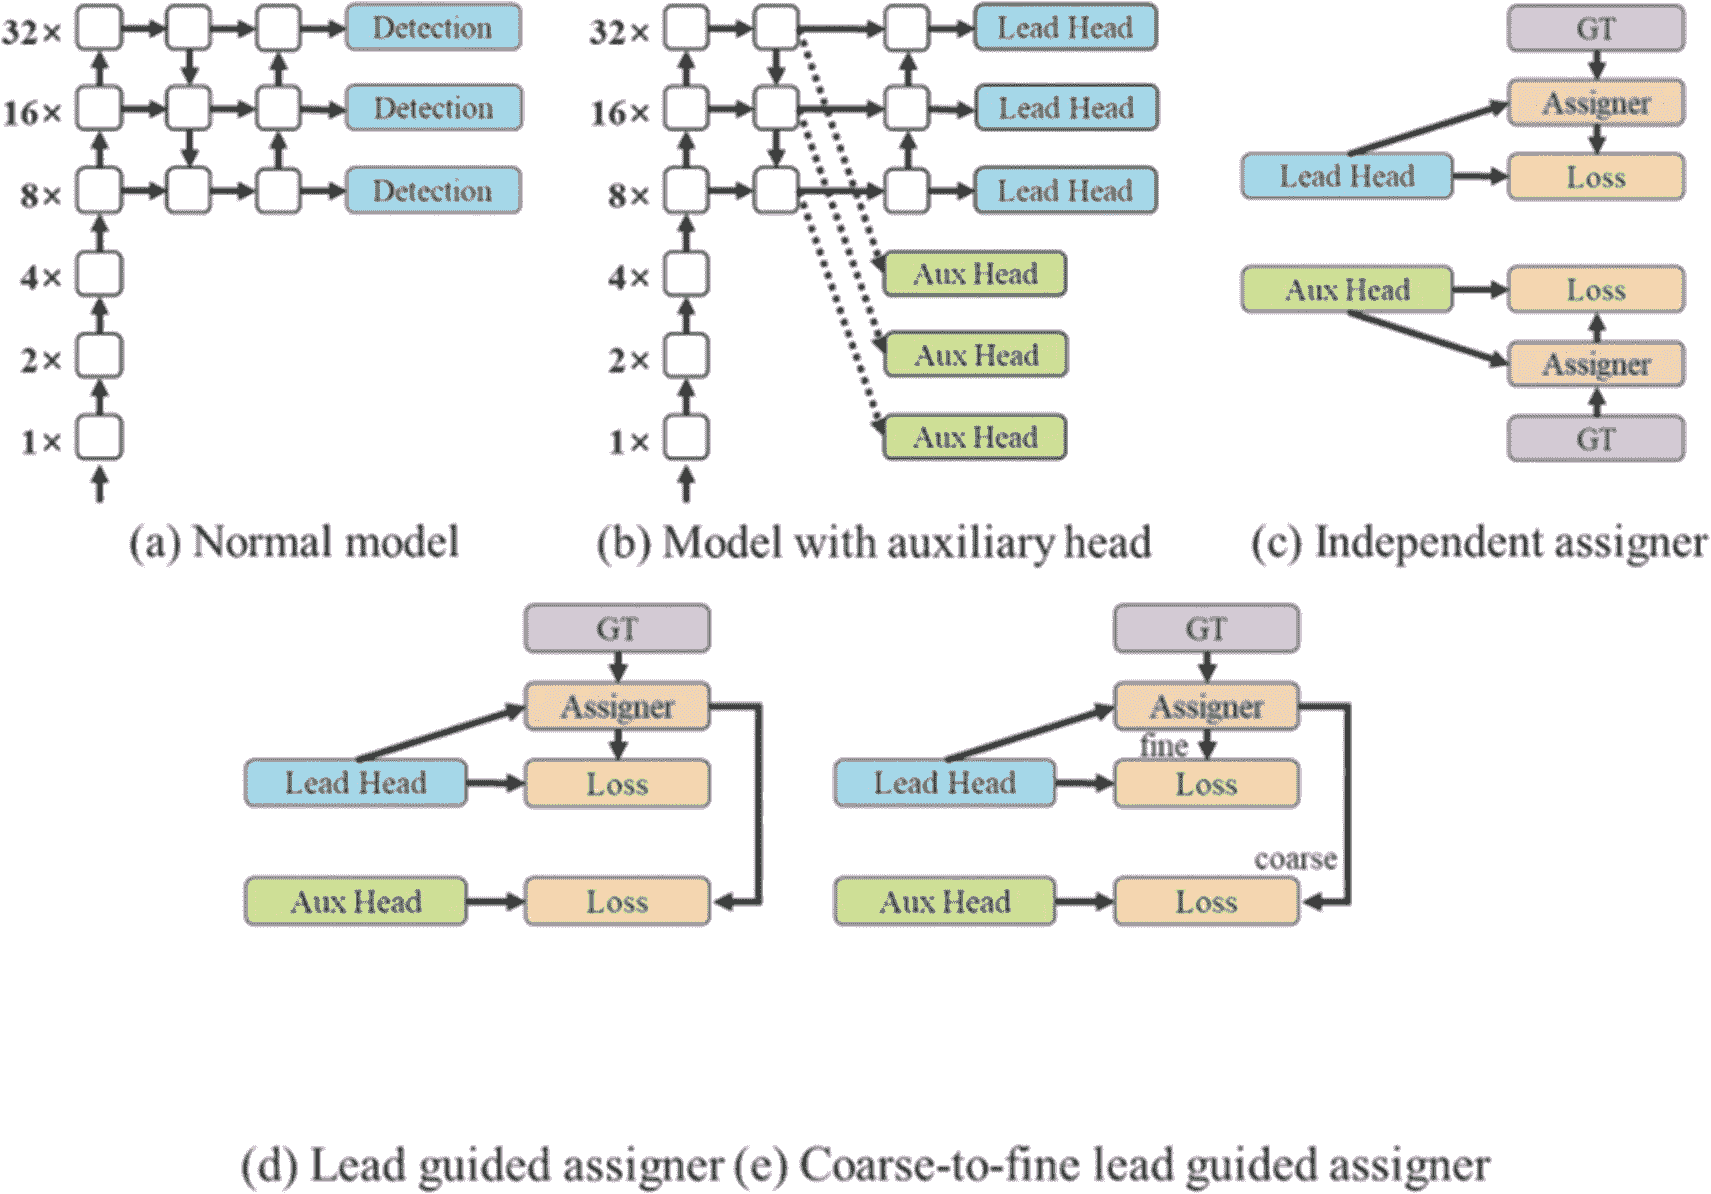 32× Detection
16× Detection
8× Detection
4×
2×
1×
(a) Normal model
32× Lead Head
16× Lead Head
8× Lead Head
4× Aux Head
2× Aux Head
1× Aux Head
(b) Model with auxiliary head
GT
Assigner
Lead Head Loss
Aux Head Loss
Assigner
GT
(c) Independent assigner
GT
Assigner
Lead Head Loss
Aux Head Loss
(d) Lead guided assigner
GT
Assigner
fine
Lead Head Loss
coarse
Aux Head Loss
(e) Coarse-to-fine lead guided assigner